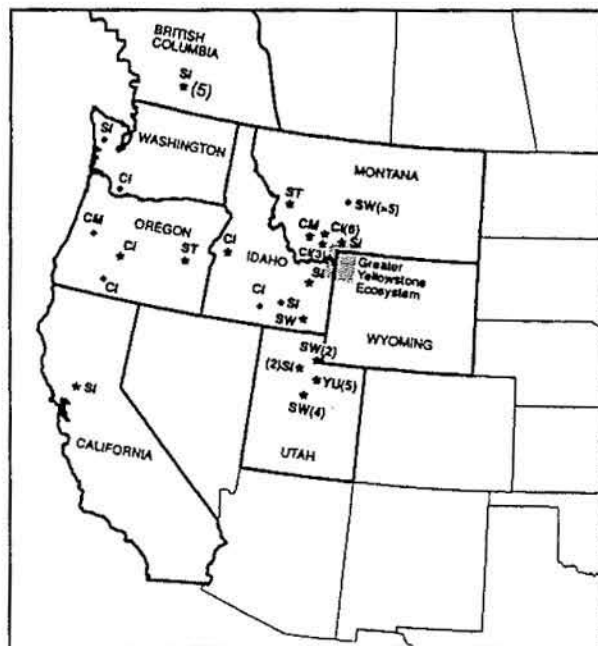 BRITISH
COLUMBIA
SI
(5)
SI
WASHINGTON
CI
MONTANA
ST
SW(>5)
CM
CI(6)
CI(3)
SI
CM
OREGON
CI
ST
CI
CI
IDAHO
SI
Greater
Yellowstone
Ecosystem
CI
SI
SW
WYOMING
SW(2)
(2)SI
YU(5)
SW(4)
UTAH
SI
CALIFORNIA